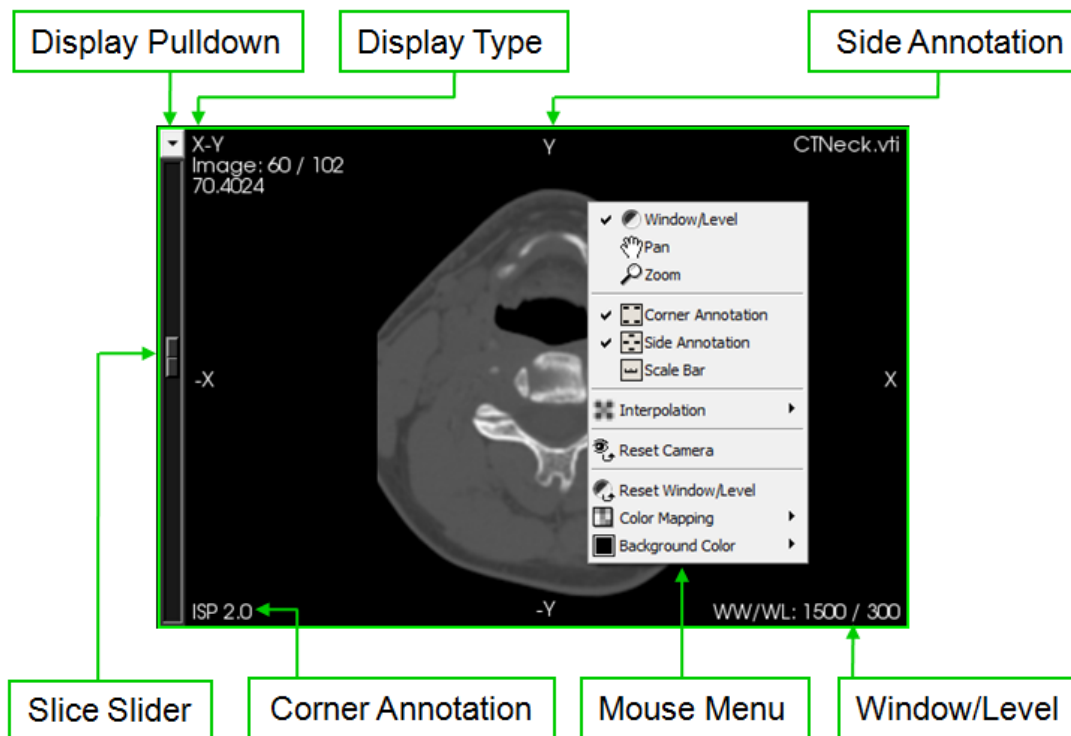 Display Pulldown
Display Type
Side Annotation
X-Y
Y
CTNeck.vti
Image: 60 / 102
70.4024
Window/Level
Pan
Zoom
Corner Annotation
Side Annotation
Scale Bar
-X
X
Interpolation
Reset Camera
Reset Window/Level
Color Mapping
Background Color
ISP 2.0
-Y
WW/WL: 1500 / 300
Slice Slider
Corner Annotation
Mouse Menu
Window/Level